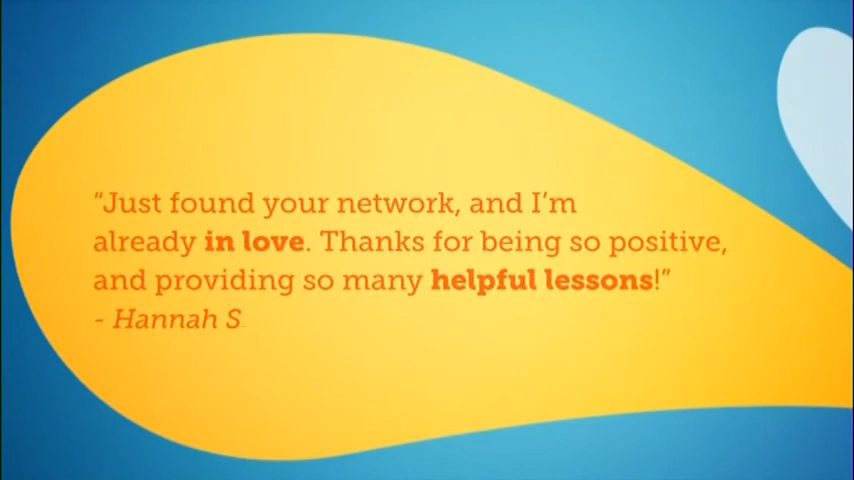 “Just found your network, and I’m
already in love. Thanks for being so positive,
and providing so many helpful lessons!”
- Hannah S.